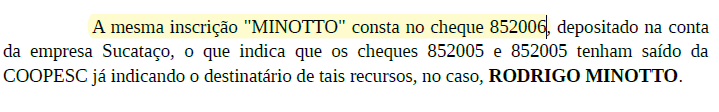 A mesma inscrição "MINOTTO" consta no cheque 852006, depositado na conta
da empresa Sucataço, o que indica que os cheques 852005 e 852005 tenham saído da
COOPESC já indicando o destinatário de tais recursos, no caso, RODRIGO MINOTTO.